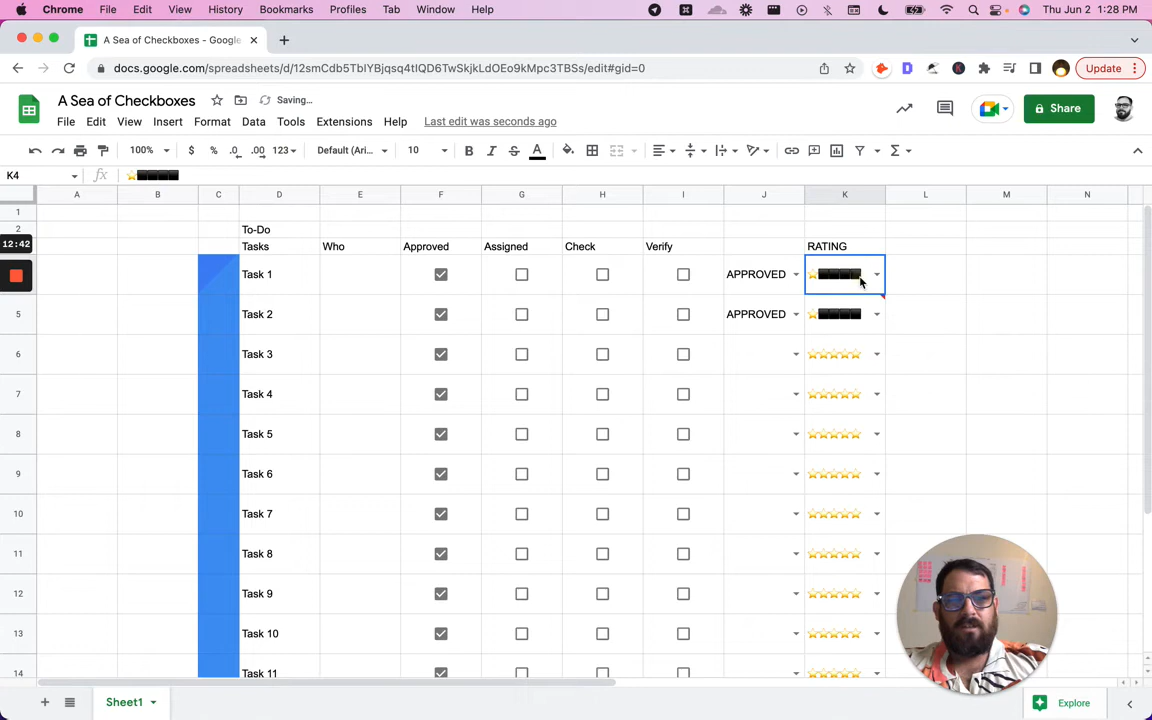 Chrome File Edit View History Bookmarks Profiles Tab Window Help Thu Jun 2 1:28 PM
A Sea of Checkboxes - Google
docs.google.com/spreadsheets/d/12smCdb5TbIYBjqsq4tIQD6TwSkjkLdOEo9kMpc3TBSs/edit#gid=0 Update
A Sea of Checkboxes Saving...
File Edit View Insert Format Data Tools Extensions Help Last edit was seconds ago Share
100% $ % .0 .00 123 Default (Ari... 10 B I S A
K4 fx ⭐⬛⬛⬛⬛
A B C D E F G H I J K L M N
1
2 To-Do
12:42 Tasks Who Approved Assigned Check Verify RATING
Task 1 APPROVED ⭐⬛⬛⬛⬛
5 Task 2 APPROVED ⭐⬛⬛⬛⬛
6 Task 3 ⭐⭐⭐⭐⭐
7 Task 4 ⭐⭐⭐⭐⭐
8 Task 5 ⭐⭐⭐⭐⭐
9 Task 6 ⭐⭐⭐⭐⭐
10 Task 7 ⭐⭐⭐⭐⭐
11 Task 8 ⭐⭐⭐⭐⭐
12 Task 9 ⭐⭐⭐⭐⭐
13 Task 10 ⭐⭐⭐⭐⭐
14 Task 11 ⭐⭐⭐⭐⭐
Sheet1 Explore